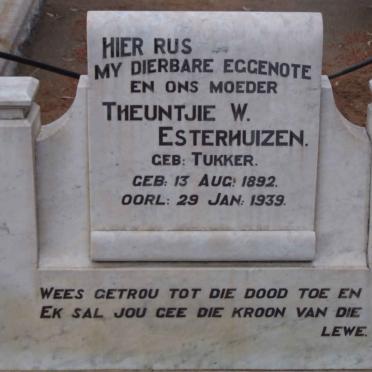 HIER RUS
MY DIERBARE EGGENOTE
EN ONS MOEDER
THEUNTJIE W.
ESTERHUIZEN.
GEB: TUKKER.
GEB: 13 AUG: 1892.
OORL: 29 JAN: 1939.
WEES GETROU TOT DIE DOOD TOE EN
EK SAL JOU GEE DIE KROON VAN DIE
LEWE.